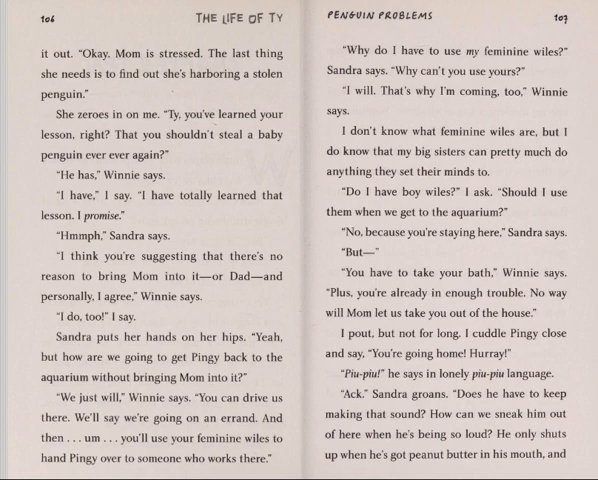 106
THE LIFE OF TY
it out. “Okay. Mom is stressed. The last thing
she needs is to find out she’s harboring a stolen
penguin.”
She zeroes in on me. “Ty, you’ve learned your
lesson, right? That you shouldn’t steal a baby
penguin ever ever again?”
“He has,” Winnie says.
“I have,” I say. “I have totally learned that
lesson. I promise.”
“Hmmph,” Sandra says.
“I think you’re suggesting that there’s no
reason to bring Mom into it—or Dad—and
personally, I agree,” Winnie says.
“I do, too!” I say.
Sandra puts her hands on her hips. “Yeah,
but how are we going to get Pingy back to the
aquarium without bringing Mom into it?”
“We just will,” Winnie says. “You can drive us
there. We’ll say we’re going on an errand. And
then . . . um . . . you’ll use your feminine wiles to
hand Pingy over to someone who works there.”
PENGUIN PROBLEMS
107
“Why do I have to use my feminine wiles?”
Sandra says. “Why can’t you use yours?”
“I will. That’s why I’m coming, too,” Winnie
says.
I don’t know what feminine wiles are, but I
do know that my big sisters can pretty much do
anything they set their minds to.
“Do I have boy wiles?” I ask. “Should I use
them when we get to the aquarium?”
“No, because you’re staying here,” Sandra says.
“But—”
“You have to take your bath,” Winnie says.
“Plus, you’re already in enough trouble. No way
will Mom let us take you out of the house.”
I pout, but not for long. I cuddle Pingy close
and say, “You’re going home! Hurray!”
“Piu-piu!” he says in lonely piu-piu language.
“Ack.” Sandra groans. “Does he have to keep
making that sound? How can we sneak him out
of here when he’s being so loud? He only shuts
up when he’s got peanut butter in his mouth, and